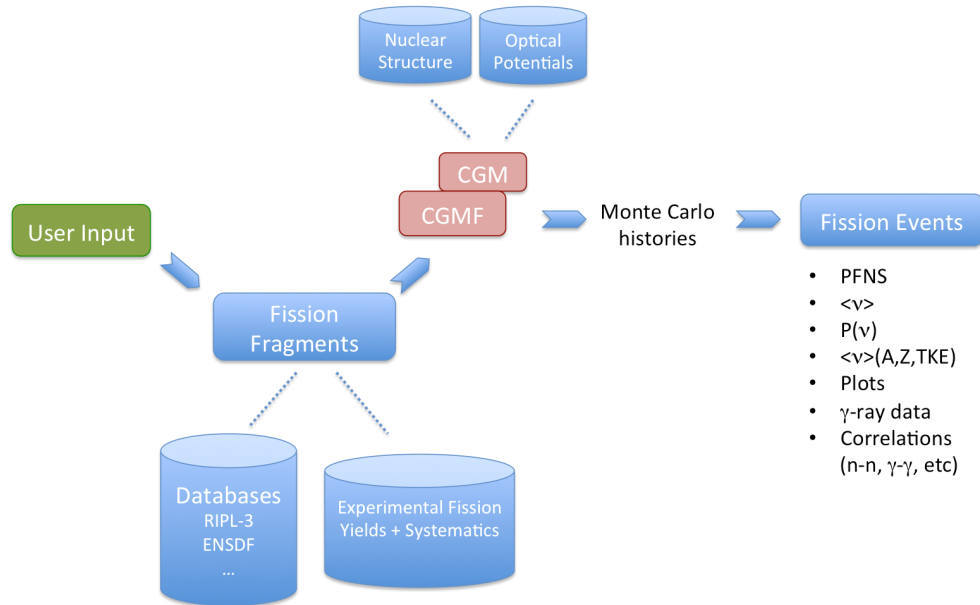 Nuclear
Structure
Optical
Potentials
CGM
CGMF
User Input
Monte Carlo
histories
Fission Events
Fission
Fragments
• PFNS
• <ν>
• P(ν)
• <ν>(A,Z,TKE)
• Plots
• γ-ray data
• Correlations
(n-n, γ-γ, etc)
Databases
RIPL-3
ENSDF
...
Experimental Fission
Yields + Systematics